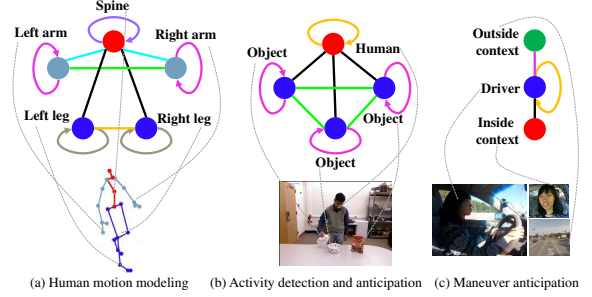 Spine
Left arm
Right arm
Left leg
Right leg
(a) Human motion modeling
Object
Human
Object
Object
(b) Activity detection and anticipation
Outside
context
Driver
Inside
context
(c) Maneuver anticipation